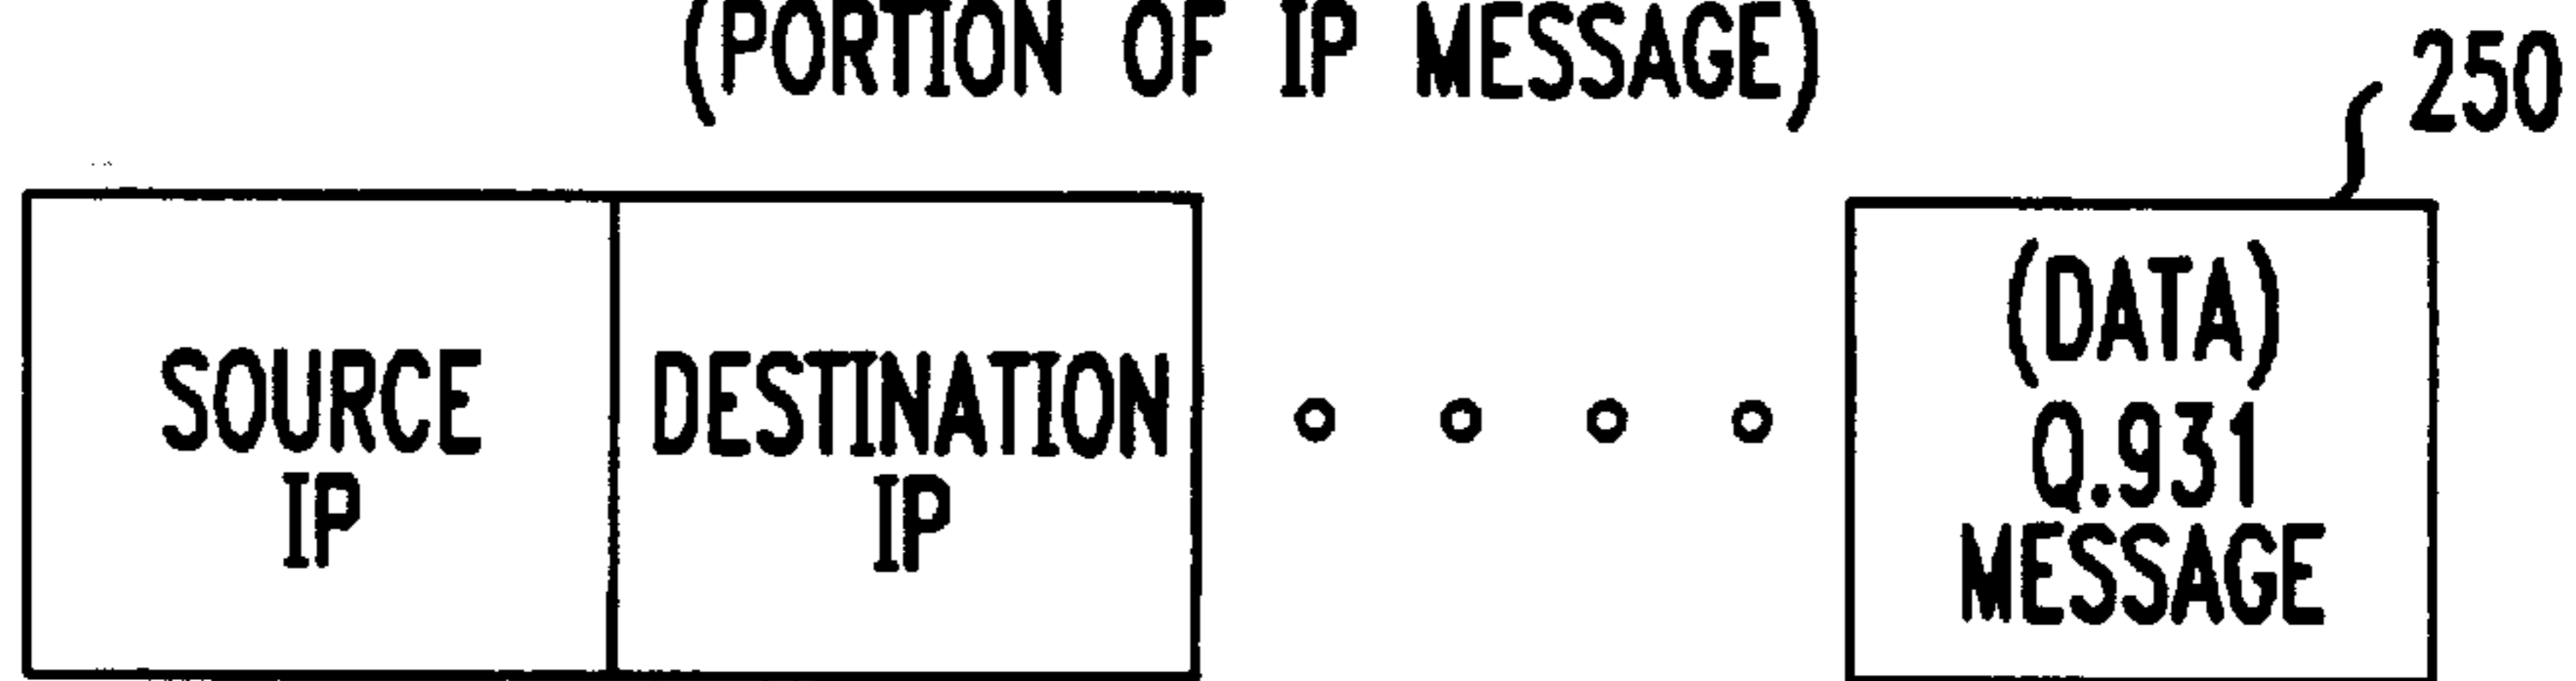 (PORTION OF IP MESSAGE)
250
SOURCE
IP
DESTINATION
IP
(DATA)
Q.931
MESSAGE